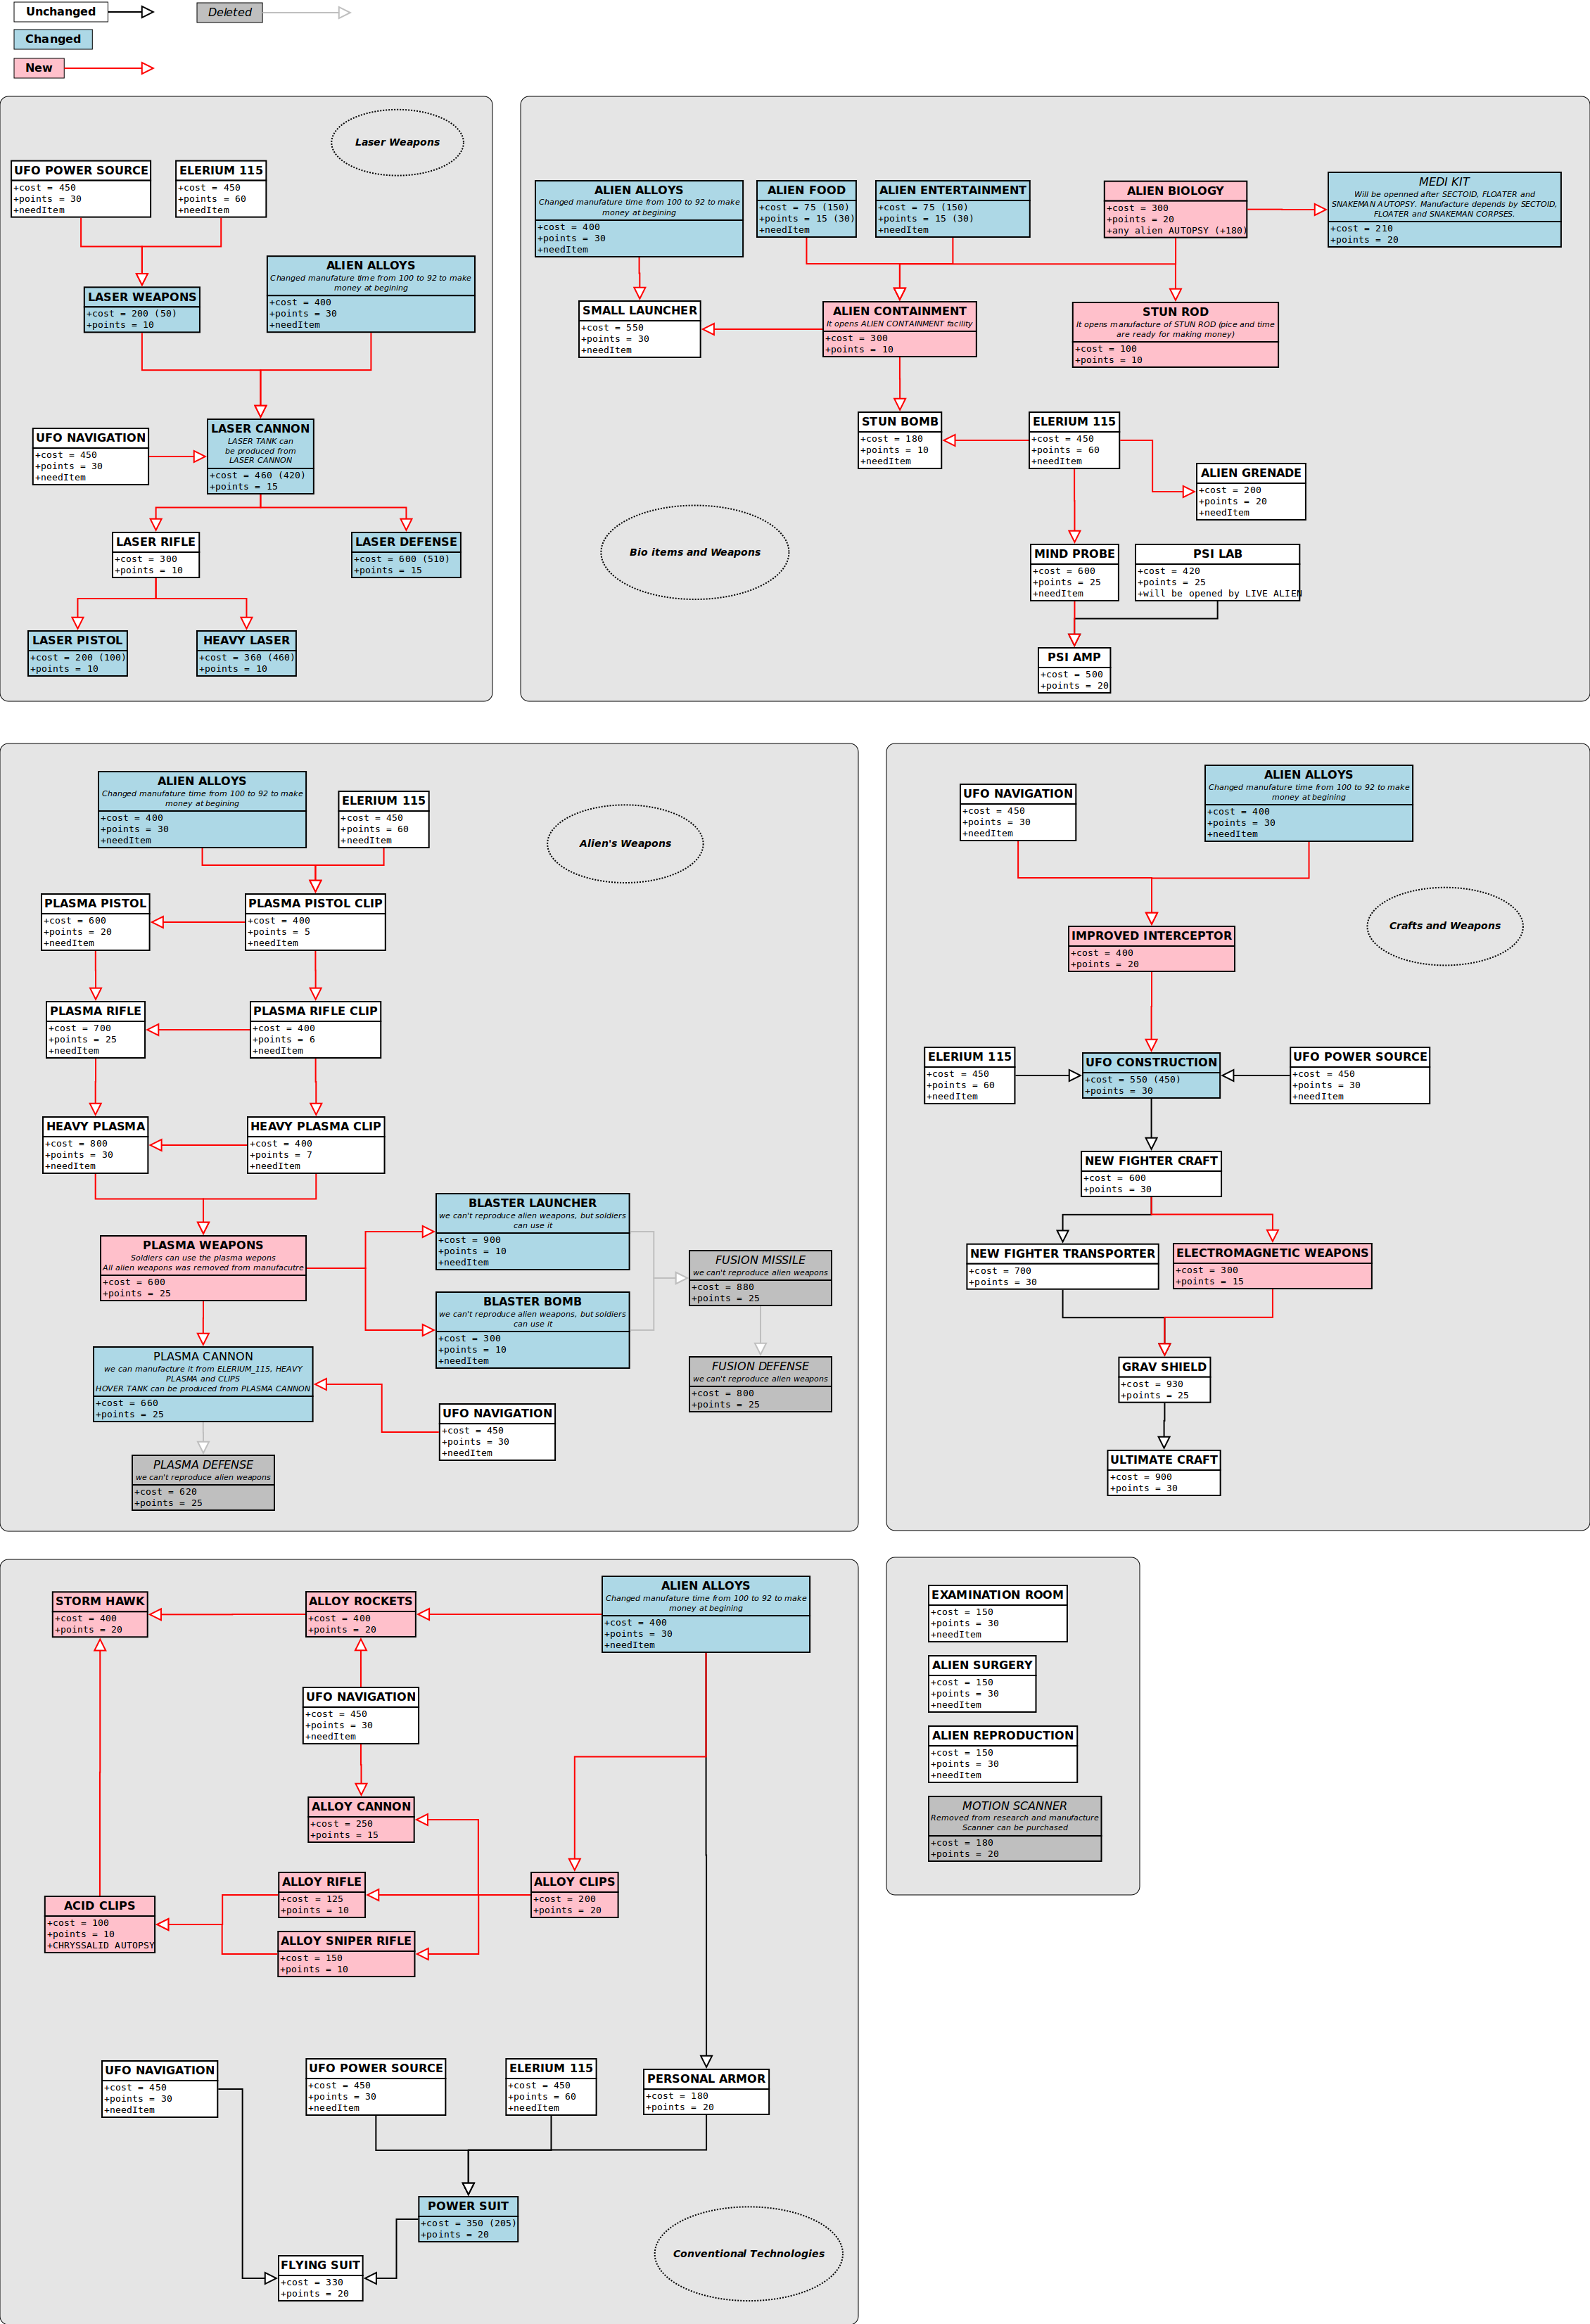 Unchanged
Deleted
Changed
New
Laser Weapons
UFO POWER SOURCE
+cost = 450
+points = 30
+needItem
ELERIUM 115
+cost = 450
+points = 60
+needItem
ALIEN ALLOYS
Changed manufature time from 100 to 92 to make
money at begining
+cost = 400
+points = 30
+needItem
LASER WEAPONS
+cost = 200 (50)
+points = 10
UFO NAVIGATION
+cost = 450
+points = 30
+needItem
LASER CANNON
LASER TANK can
be produced from
LASER CANNON
+cost = 460 (420)
+points = 15
LASER RIFLE
+cost = 300
+points = 10
LASER DEFENSE
+cost = 600 (510)
+points = 15
LASER PISTOL
+cost = 200 (100)
+points = 10
HEAVY LASER
+cost = 360 (460)
+points = 10
ALIEN ALLOYS
Changed manufature time from 100 to 92 to make
money at begining
+cost = 400
+points = 30
+needItem
ALIEN FOOD
+cost = 75 (150)
+points = 15 (30)
+needItem
ALIEN ENTERTAINMENT
+cost = 75 (150)
+points = 15 (30)
+needItem
ALIEN BIOLOGY
+cost = 300
+points = 20
+any alien AUTOPSY (+180)
MEDI KIT
Will be openned after SECTOID, FLOATER and
SNAKEMAN AUTOPSY. Manufacture depends by SECTOID,
FLOATER and SNAKEMAN CORPSES.
+cost = 210
+points = 20
SMALL LAUNCHER
+cost = 550
+points = 30
+needItem
ALIEN CONTAINMENT
It opens ALIEN CONTAINMENT facility
+cost = 300
+points = 10
STUN ROD
It opens manufacture of STUN ROD (pice and time
are ready for making money)
+cost = 100
+points = 10
STUN BOMB
+cost = 180
+points = 10
+needItem
ELERIUM 115
+cost = 450
+points = 60
+needItem
ALIEN GRENADE
+cost = 200
+points = 20
+needItem
Bio items and Weapons
MIND PROBE
+cost = 600
+points = 25
+needItem
PSI LAB
+cost = 420
+points = 25
+will be opened by LIVE ALIEN
PSI AMP
+cost = 500
+points = 20
ALIEN ALLOYS
Changed manufature time from 100 to 92 to make
money at begining
+cost = 400
+points = 30
+needItem
ELERIUM 115
+cost = 450
+points = 60
+needItem
Alien's Weapons
PLASMA PISTOL
+cost = 600
+points = 20
+needItem
PLASMA PISTOL CLIP
+cost = 400
+points = 5
+needItem
PLASMA RIFLE
+cost = 700
+points = 25
+needItem
PLASMA RIFLE CLIP
+cost = 400
+points = 6
+needItem
HEAVY PLASMA
+cost = 800
+points = 30
+needItem
HEAVY PLASMA CLIP
+cost = 400
+points = 7
+needItem
PLASMA WEAPONS
Soldiers can use the plasma wepons
All alien weapons was removed from manufacutre
+cost = 600
+points = 25
BLASTER LAUNCHER
we can't reproduce alien weapons, but soldiers
can use it
+cost = 900
+points = 10
+needItem
BLASTER BOMB
we can't reproduce alien weapons, but soldiers
can use it
+cost = 300
+points = 10
+needItem
FUSION MISSILE
we can't reproduce alien weapons
+cost = 880
+points = 25
FUSION DEFENSE
we can't reproduce alien weapons
+cost = 800
+points = 25
PLASMA CANNON
we can manufacture it from ELERIUM_115, HEAVY
PLASMA and CLIPS
HOVER TANK can be produced from PLASMA CANNON
+cost = 660
+points = 25
UFO NAVIGATION
+cost = 450
+points = 30
+needItem
PLASMA DEFENSE
we can't reproduce alien weapons
+cost = 620
+points = 25
UFO NAVIGATION
+cost = 450
+points = 30
+needItem
ALIEN ALLOYS
Changed manufature time from 100 to 92 to make
money at begining
+cost = 400
+points = 30
+needItem
Crafts and Weapons
IMPROVED INTERCEPTOR
+cost = 400
+points = 20
ELERIUM 115
+cost = 450
+points = 60
+needItem
UFO CONSTRUCTION
+cost = 550 (450)
+points = 30
UFO POWER SOURCE
+cost = 450
+points = 30
+needItem
NEW FIGHTER CRAFT
+cost = 600
+points = 30
NEW FIGHTER TRANSPORTER
+cost = 700
+points = 30
ELECTROMAGNETIC WEAPONS
+cost = 300
+points = 15
GRAV SHIELD
+cost = 930
+points = 25
ULTIMATE CRAFT
+cost = 900
+points = 30
STORM HAWK
+cost = 400
+points = 20
ALLOY ROCKETS
+cost = 400
+points = 20
ALIEN ALLOYS
Changed manufature time from 100 to 92 to make
money at begining
+cost = 400
+points = 30
+needItem
UFO NAVIGATION
+cost = 450
+points = 30
+needItem
ALLOY CANNON
+cost = 250
+points = 15
ALLOY RIFLE
+cost = 125
+points = 10
ALLOY CLIPS
+cost = 200
+points = 20
ACID CLIPS
+cost = 100
+points = 10
+CHRYSSALID AUTOPSY
ALLOY SNIPER RIFLE
+cost = 150
+points = 10
UFO NAVIGATION
+cost = 450
+points = 30
+needItem
UFO POWER SOURCE
+cost = 450
+points = 30
+needItem
ELERIUM 115
+cost = 450
+points = 60
+needItem
PERSONAL ARMOR
+cost = 180
+points = 20
POWER SUIT
+cost = 350 (205)
+points = 20
FLYING SUIT
+cost = 330
+points = 20
Conventional Technologies
EXAMINATION ROOM
+cost = 150
+points = 30
+needItem
ALIEN SURGERY
+cost = 150
+points = 30
+needItem
ALIEN REPRODUCTION
+cost = 150
+points = 30
+needItem
MOTION SCANNER
Removed from research and manufacture
Scanner can be purchased
+cost = 180
+points = 20